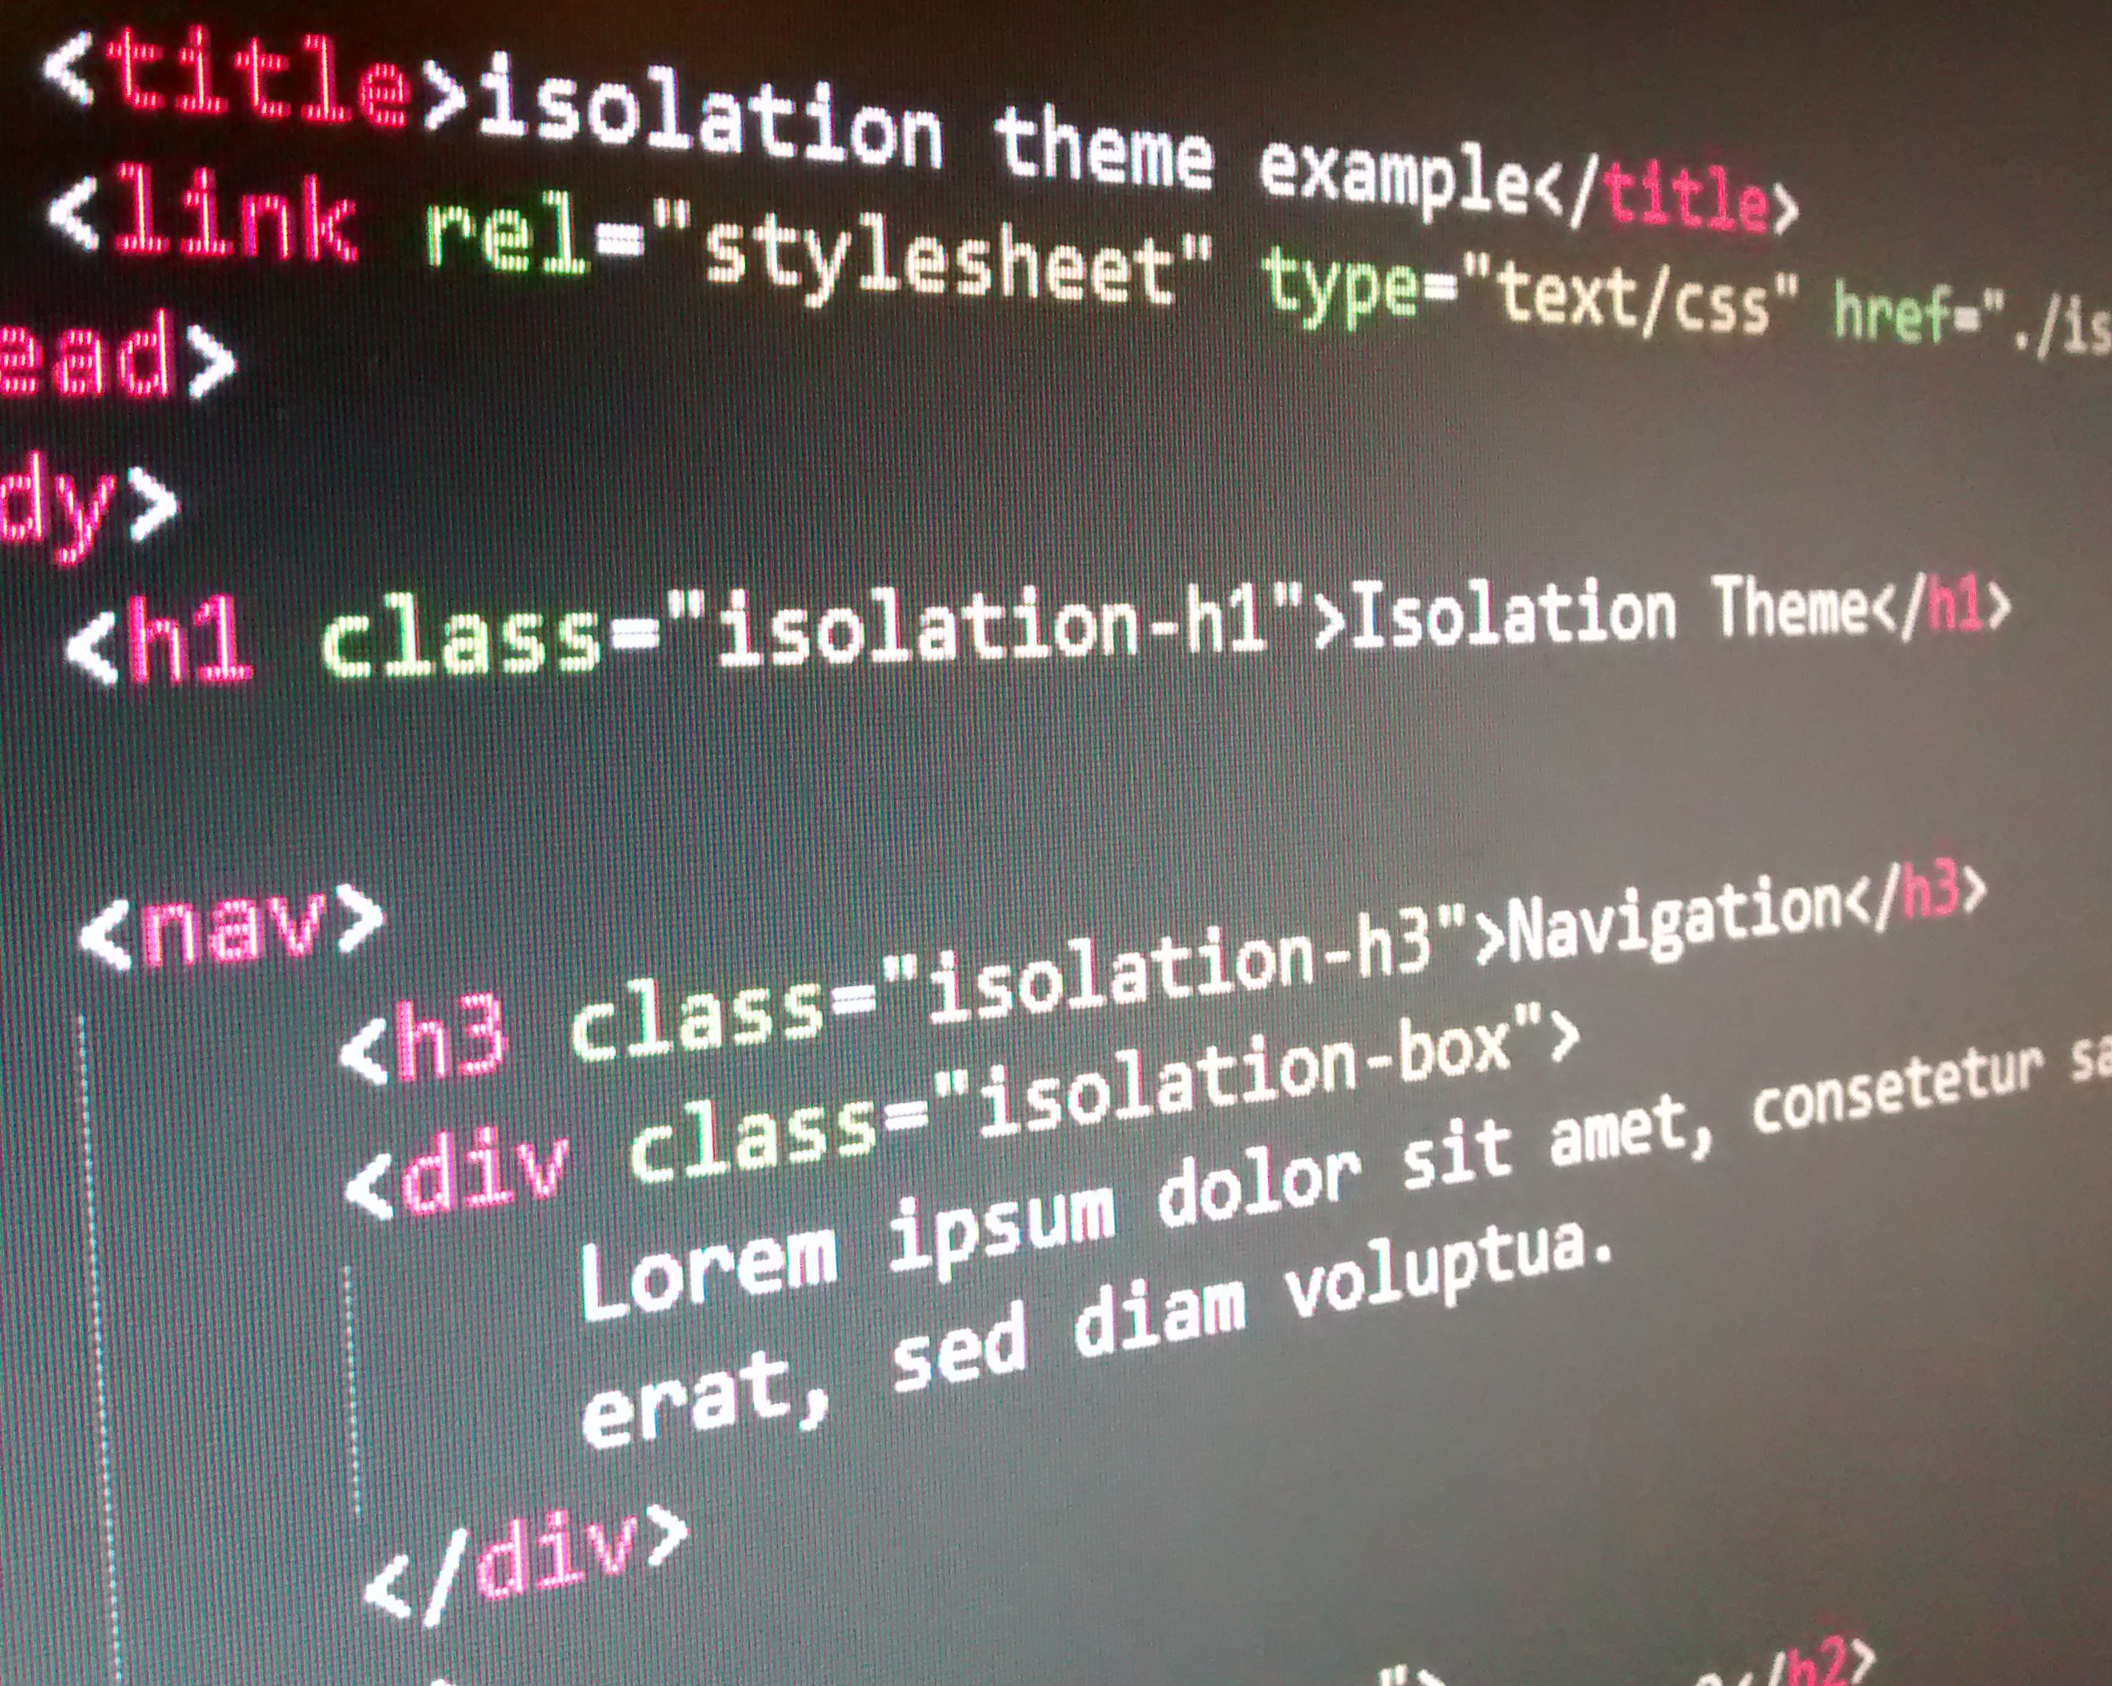 <title>isolation theme example</title>
<link rel="stylesheet" type="text/css" href="./is
ead>
dy>
<h1 class="isolation-h1">Isolation Theme</h1>
<nav>
<h3 class="isolation-h3">Navigation</h3>
<div class="isolation-box">
Lorem ipsum dolor sit amet, consetetur sa
erat, sed diam voluptua.
</div>
</h2>